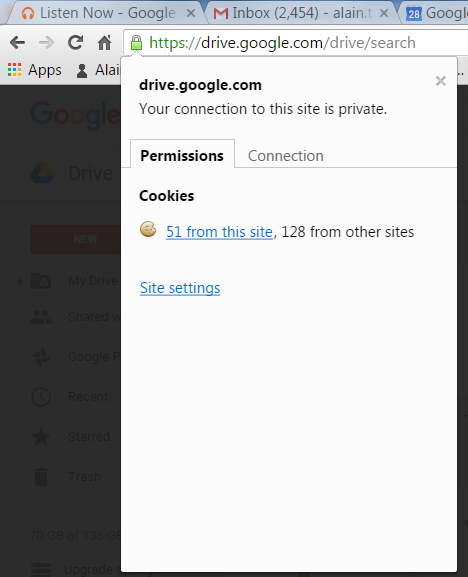 Listen Now - Google
Inbox (2,454) - alain.t
28 Google
https://drive.google.com/drive/search
Apps Alai
drive.google.com
Your connection to this site is private.
Permissions Connection
Cookies
51 from this site, 128 from other sites
Site settings
Google
Drive
NEW
My Drive
Shared w
Google P
Recent
Starred
Trash
70 GB of 136 GB
Upgrade